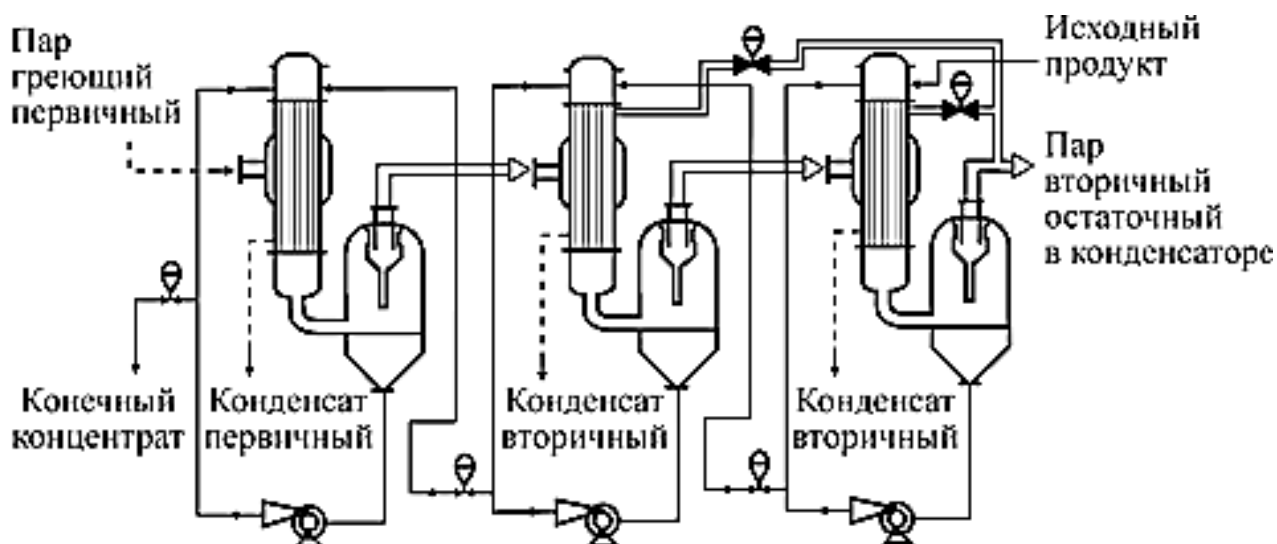 Пар
греющий
первичный
Исходный
продукт
Пар
вторичный
остаточный
в конденсаторе
Конечный
концентрат
Конденсат
первичный
Конденсат
вторичный
Конденсат
вторичный